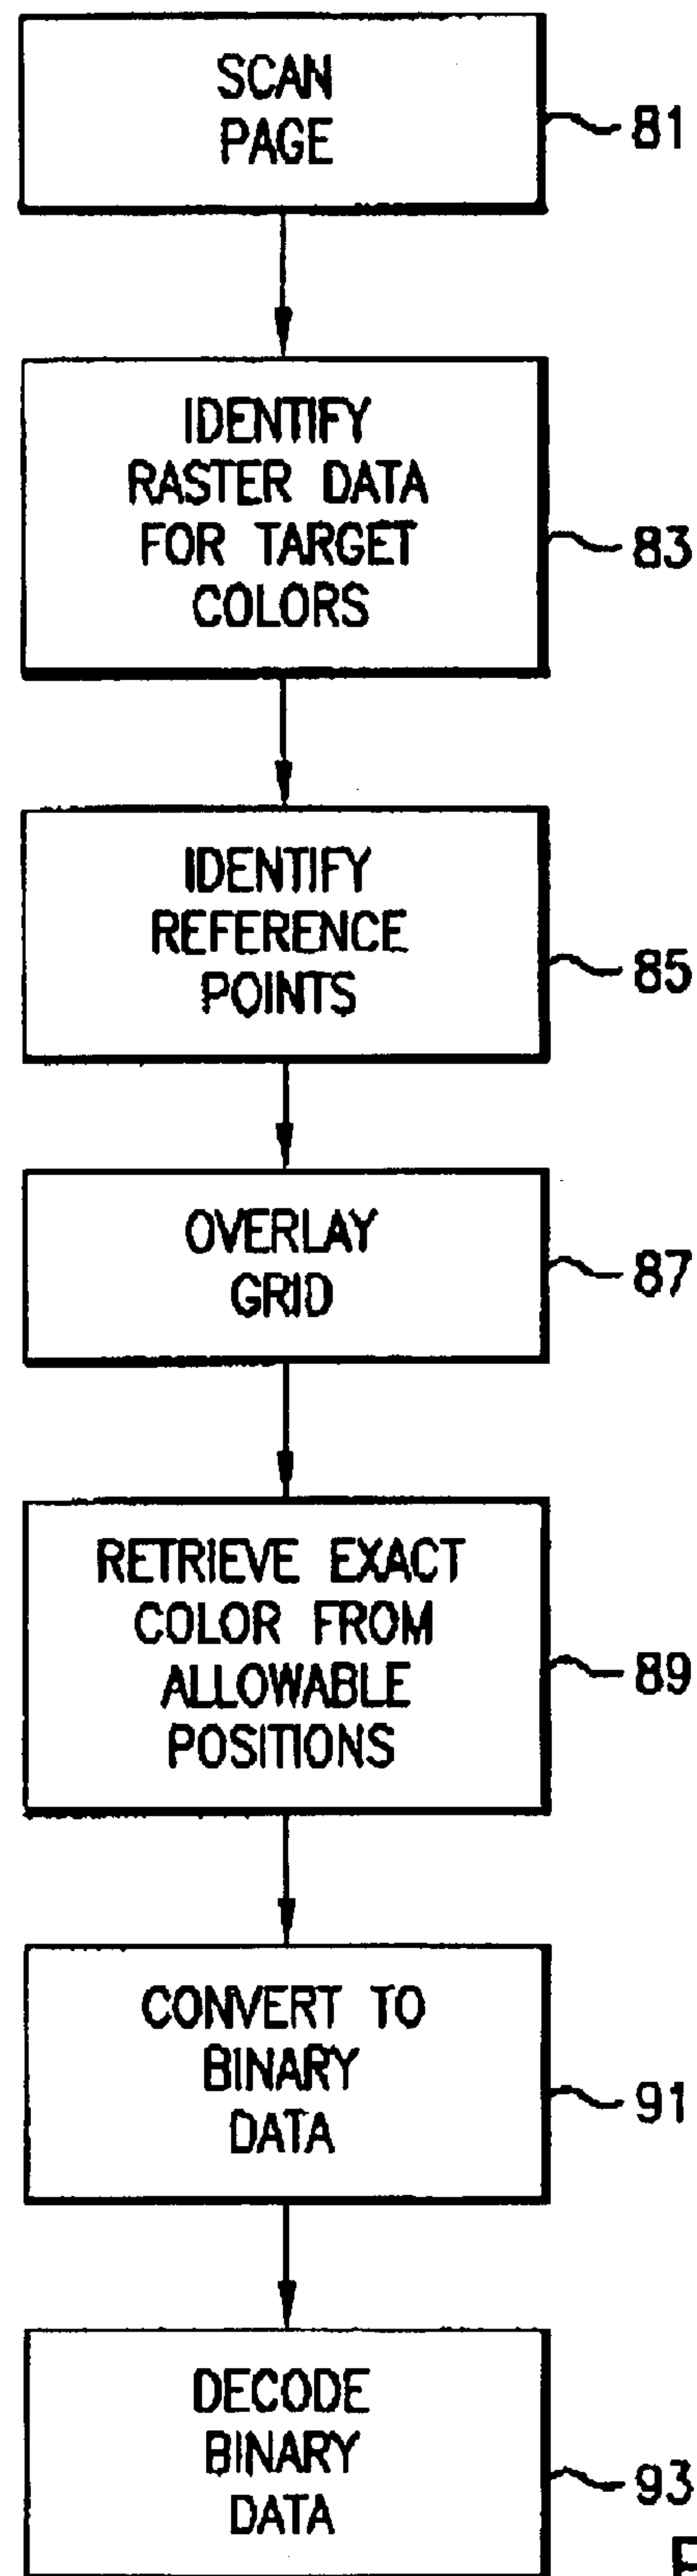 SCAN
PAGE
81
IDENTIFY
RASTER DATA
FOR TARGET
COLORS
83
IDENTIFY
REFERENCE
POINTS
85
OVERLAY
GRID
87
RETRIEVE EXACT
COLOR FROM
ALLOWABLE
POSITIONS
89
CONVERT TO
BINARY
DATA
91
DECODE
BINARY
DATA
93